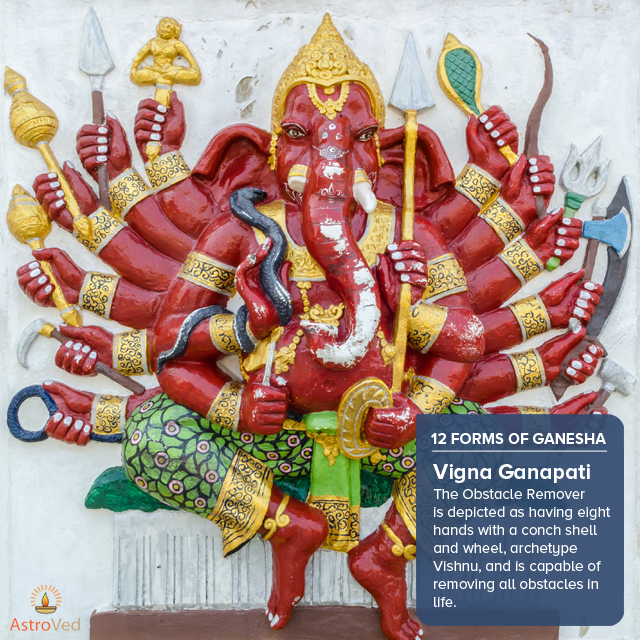 12 FORMS OF GANESHA
Vigna Ganapati
The Obstacle Remover
is depicted as having eight
hands with a conch shell
and wheel, archetype
Vishnu, and is capable of
removing all obstacles in
life.
AstroVed